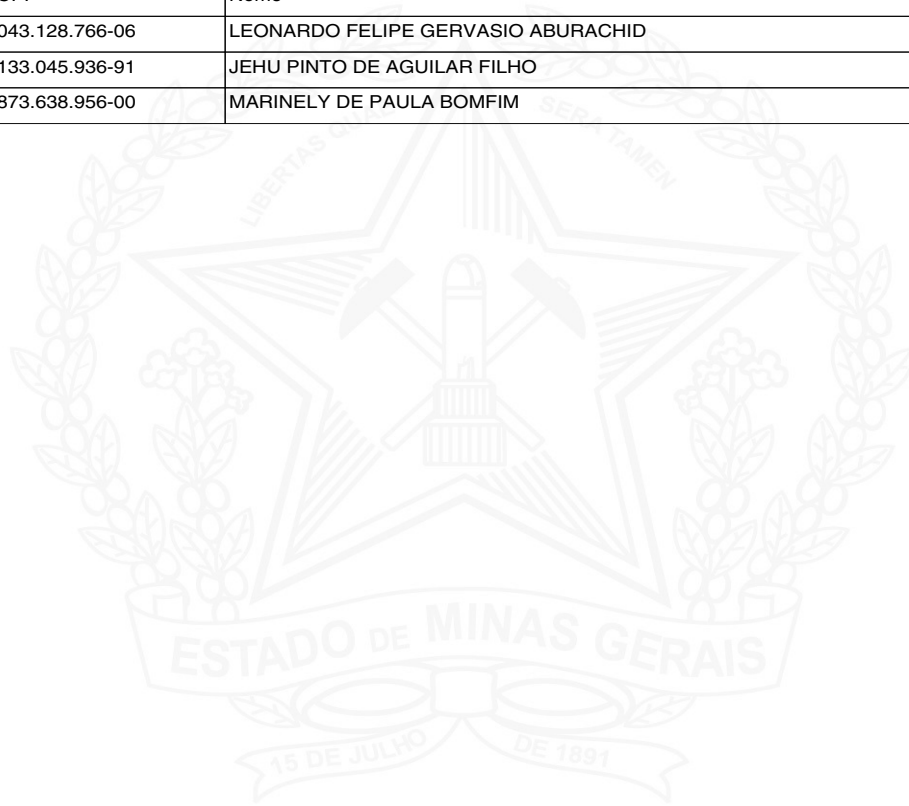 043.128.766-06 LEONARDO FELIPE GERVASIO ABURACHID
133.045.936-91 JEHU PINTO DE AGUILAR FILHO
873.638.956-00 MARINELY DE PAULA BOMFIM
LIBERTAS QUAE SERA TAMEN
ESTADO DE MINAS GERAIS
15 DE JULHO DE 1891